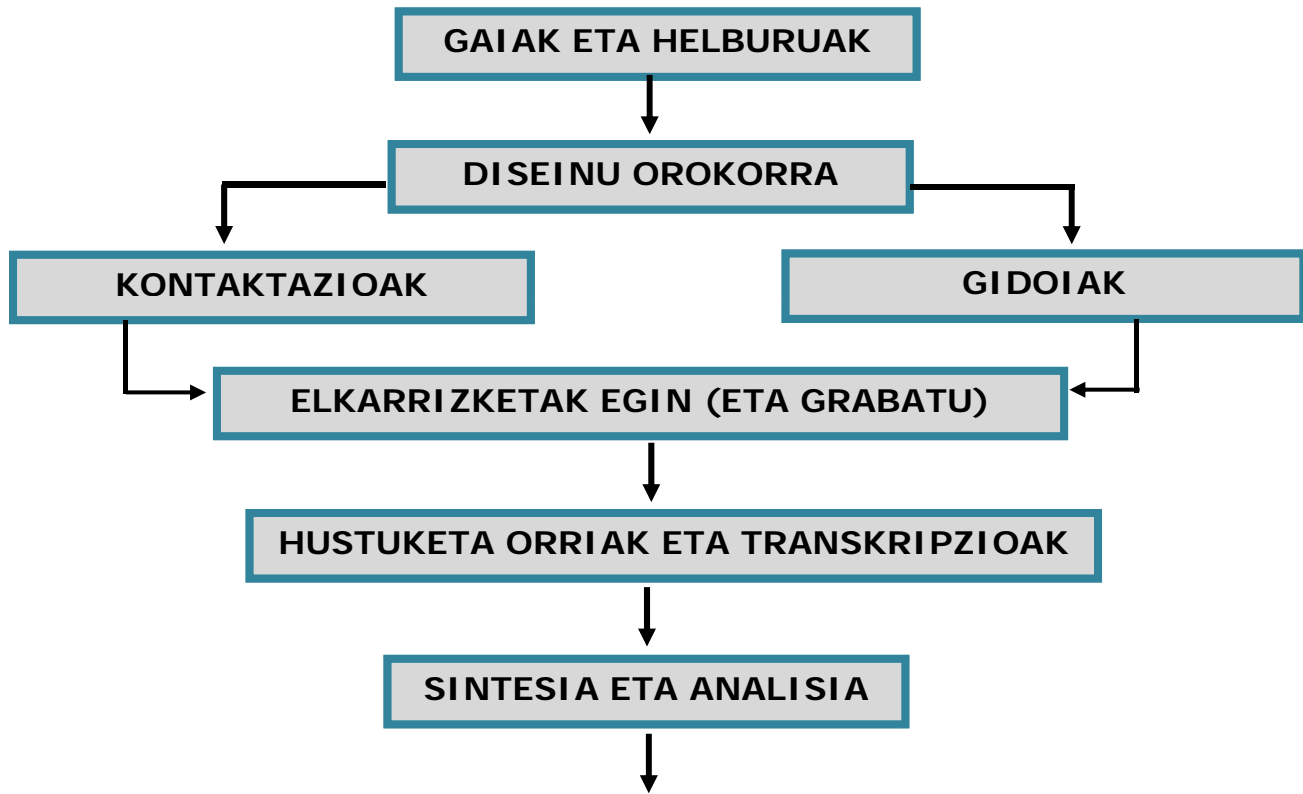 GAIAK ETA HELBURUAK
DISEINU OROKORRA
KONTAKTAZIOAK
GIDOIAK
ELKARRIZKETAK EGIN (ETA GRABATU)
HUSTUKETA ORRIAK ETA TRANSKRIPZIOAK
SINTESIA ETA ANALISIA